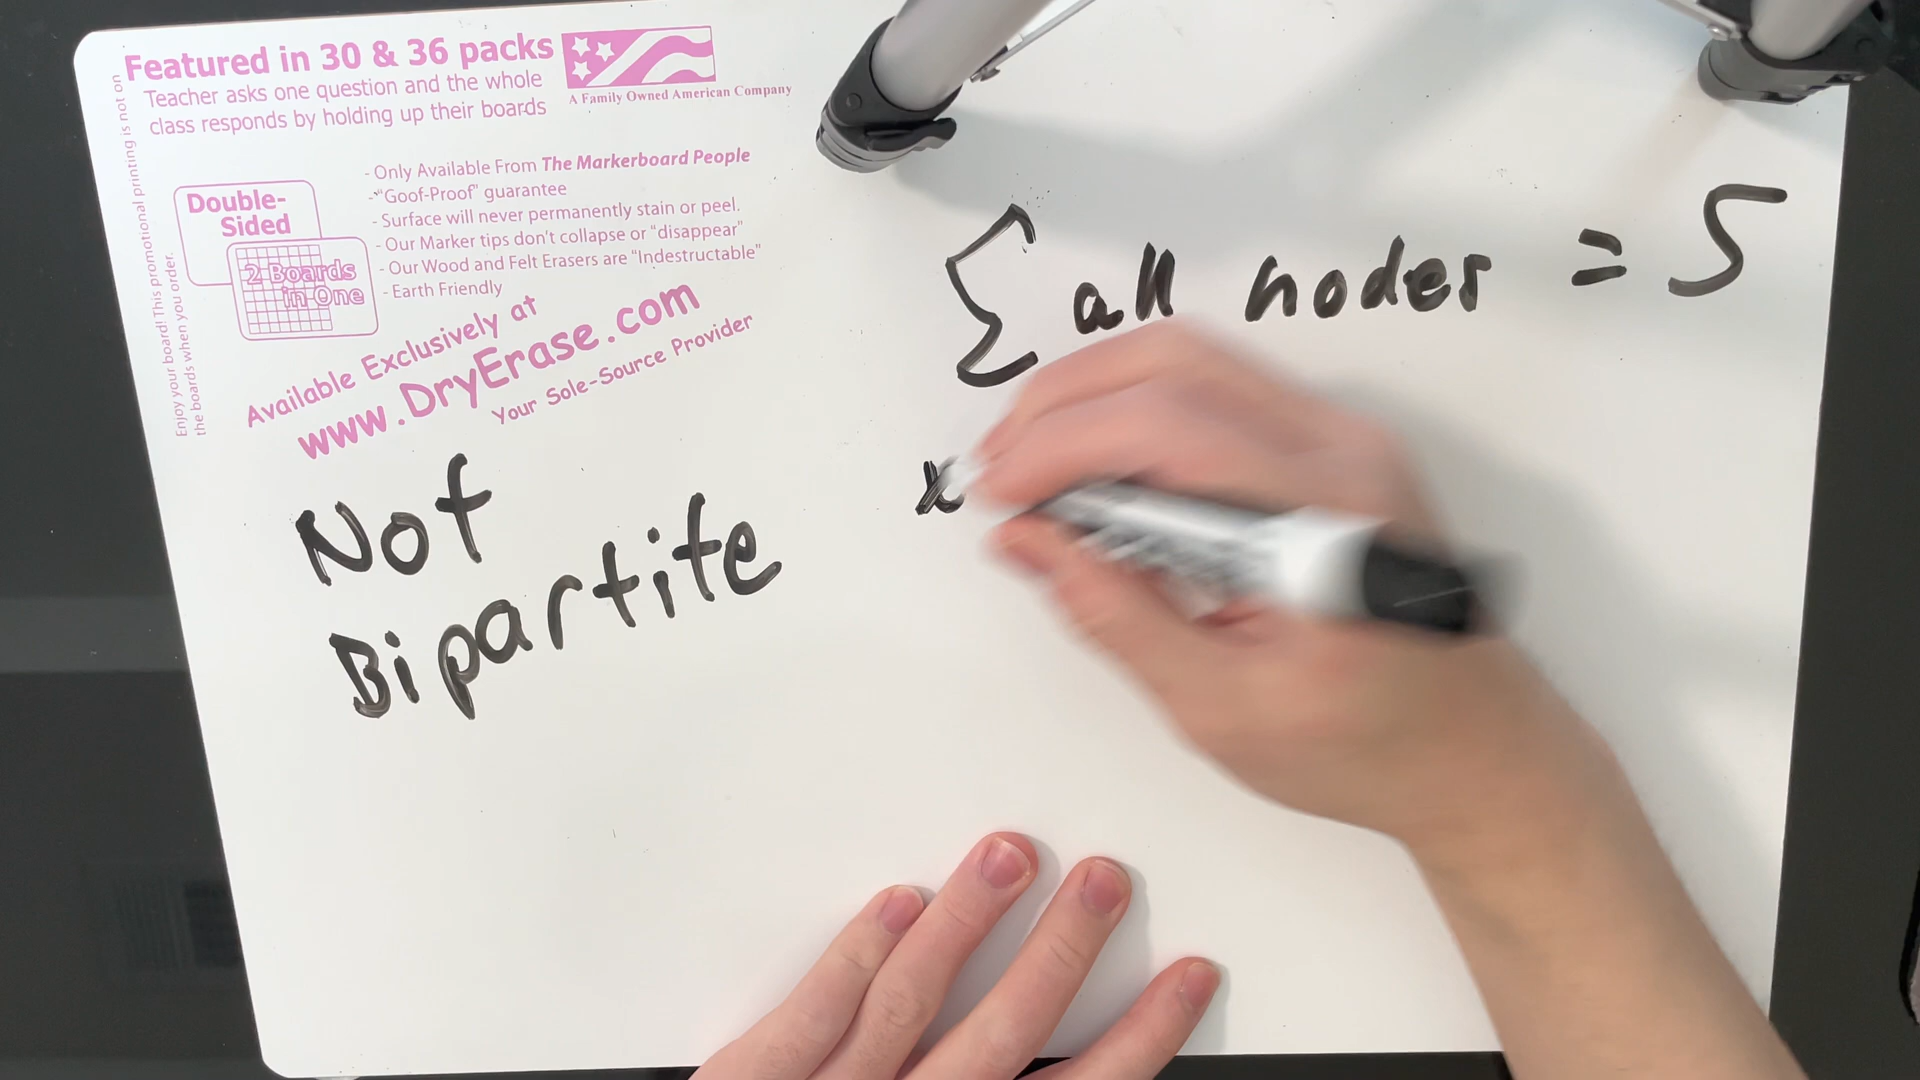 Featured in 30 & 36 packs
Teacher asks one question and the whole
class responds by holding up their boards
A Family Owned American Company
Enjoy your board! This promotional printing is not on
the boards when you order.
Double-
Sided
2 Boards
in One
- Only Available From The Markerboard People
- "Goof-Proof" guarantee
- Surface will never permanently stain or peel.
- Our Marker tips don't collapse or "disappear"
- Our Wood and Felt Erasers are "Indestructable"
- Earth Friendly
Available Exclusively at
www.DryErase.com
Your Sole-Source Provider
Not
Bipartite
∑ all nodes = S
x